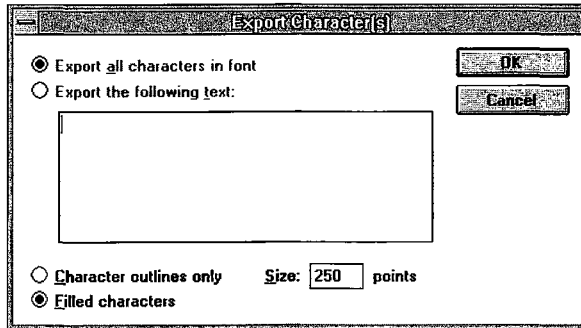 Export Character(s)
Export all characters in font
OK
Export the following text:
Cancel
Character outlines only Size: 250 points
Filled characters